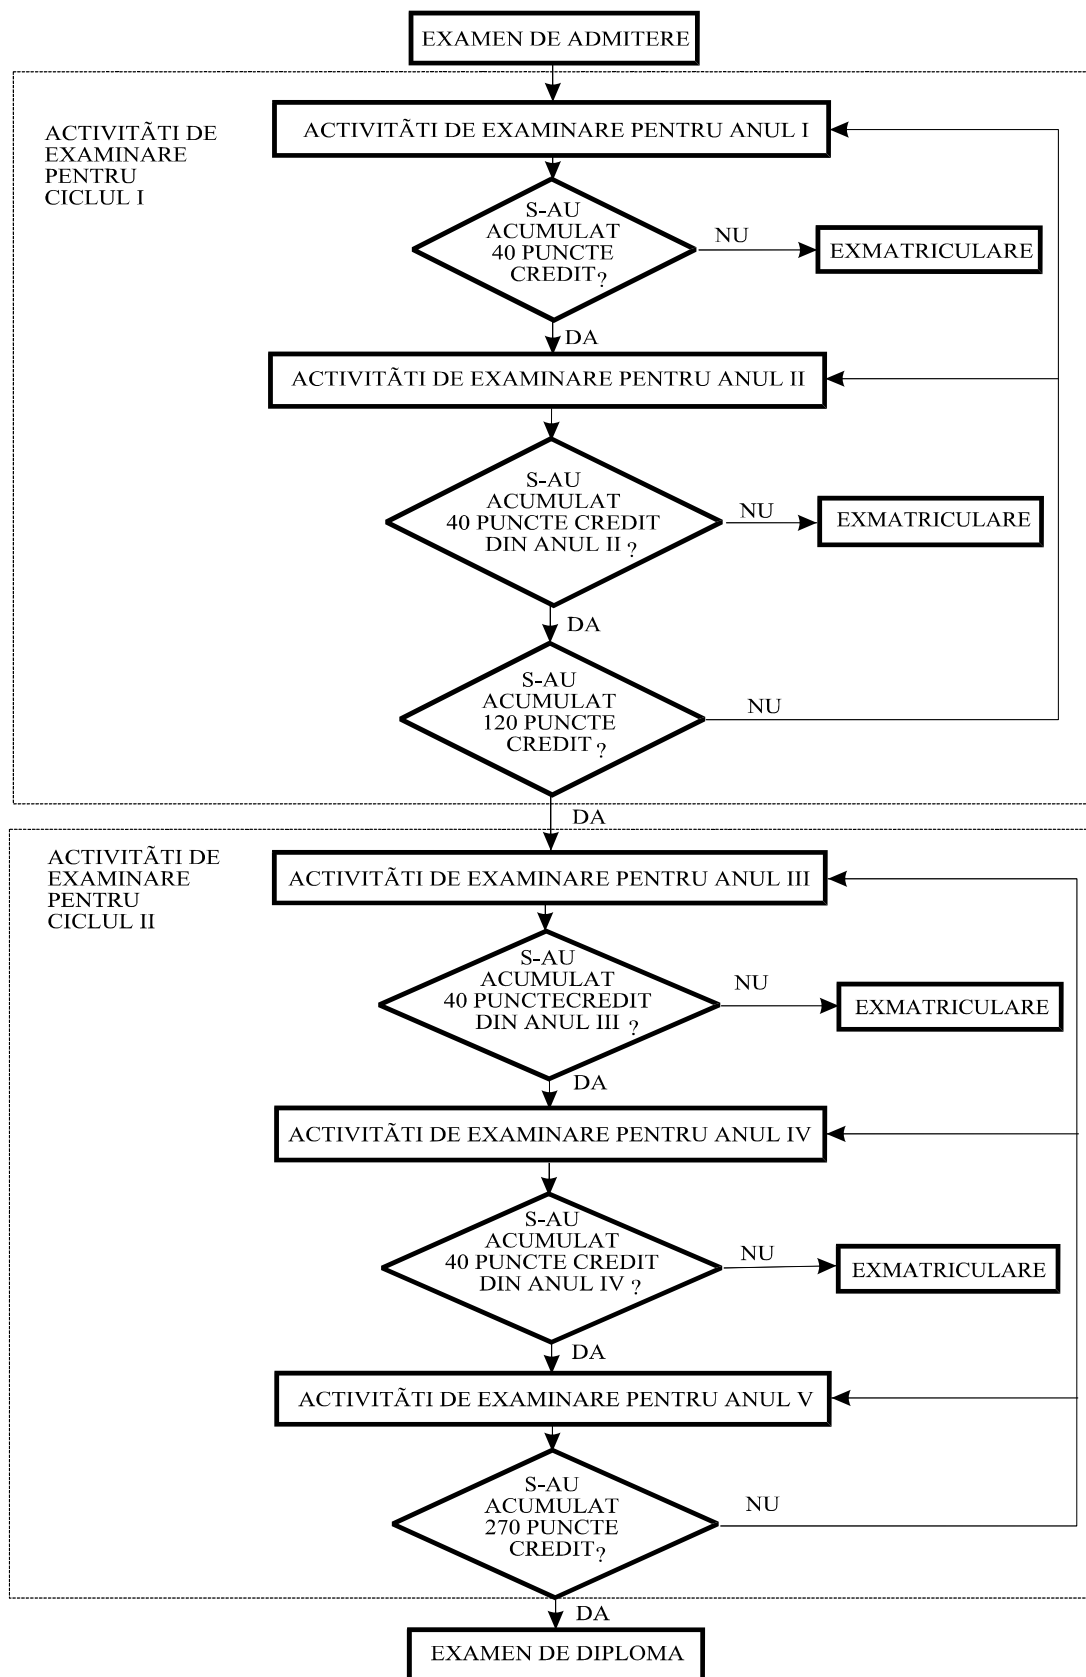 EXAMEN DE ADMITERE
ACTIVITÃTI DE
EXAMINARE
PENTRU
CICLUL I
ACTIVITÃTI DE EXAMINARE PENTRU ANUL I
S-AU
ACUMULAT
40 PUNCTE
CREDIT?
NU
EXMATRICULARE
DA
ACTIVITÃTI DE EXAMINARE PENTRU ANUL II
S-AU
ACUMULAT
40 PUNCTE CREDIT
DIN ANUL II ?
NU
EXMATRICULARE
DA
S-AU
ACUMULAT
120 PUNCTE
CREDIT ?
NU
DA
ACTIVITÃTI DE
EXAMINARE
PENTRU
CICLUL II
ACTIVITÃTI DE EXAMINARE PENTRU ANUL III
S-AU
ACUMULAT
40 PUNCTECREDIT
DIN ANUL III ?
NU
EXMATRICULARE
DA
ACTIVITÃTI DE EXAMINARE PENTRU ANUL IV
S-AU
ACUMULAT
40 PUNCTE CREDIT
DIN ANUL IV ?
NU
EXMATRICULARE
DA
ACTIVITÃTI DE EXAMINARE PENTRU ANUL V
S-AU
ACUMULAT
270 PUNCTE
CREDIT?
NU
DA
EXAMEN DE DIPLOMA